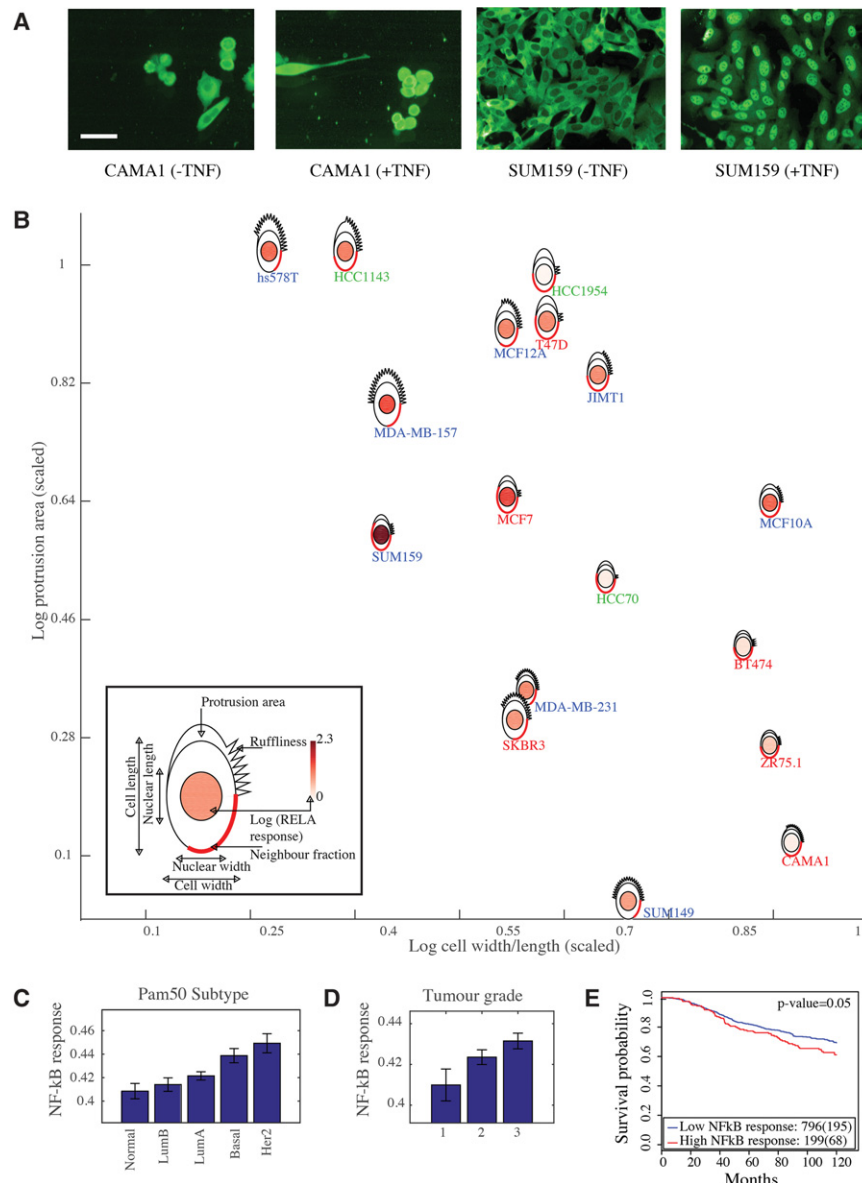 A
CAMA1 (-TNF)
CAMA1 (+TNF)
SUM159 (-TNF)
SUM159 (+TNF)
B
Log protrusion area (scaled)
1
0.82
0.64
0.46
0.28
0.1
hs578T
HCC1143
HCC1954
MCF12A
T47D
JIMT1
MDA-MB-157
MCF7
MCF10A
SUM159
HCC70
BT474
MDA-MB-231
SKBR3
ZR75.1
CAMA1
SUM149
Protrusion area
Ruffliness
2.3
0
Cell length
Nuclear length
Log (RELA
response)
Neighbour fraction
Nuclear width
Cell width
0.1
0.25
0.4
0.55
0.7
0.85
1
Log cell width/length (scaled)
C
Pam50 Subtype
NF-kB response
0.46
0.44
0.42
0.4
Normal
LumB
LumA
Basal
Her2
D
Tumour grade
NF-kB response
0.44
0.42
0.4
1
2
3
E
Survival probability
1.0
0.8
0.6
0.4
0.2
0.0
p-value=0.05
Low NFkB response: 796(195)
High NFkB response: 199(68)
0 20 40 60 80 100 120
Months